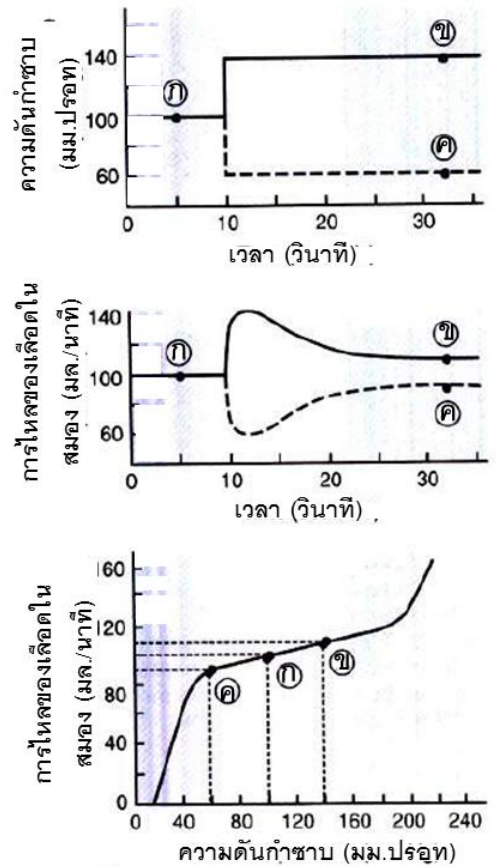 ความดันกำซาบ
(มม.ปรอท)
140
100
60
ก
ข
ค
0 10 20 30
เวลา (วินาที)
การไหลของเลือดใน
สมอง (มล./นาที)
140
100
60
ก
ข
ค
0 10 20 30
เวลา (วินาที)
การไหลของเลือดใน
สมอง (มล./นาที)
160
120
80
40
0
ค
ก
ข
0 40 80 120 160 200 240
ความดันกำซาบ (มม.ปรอท)